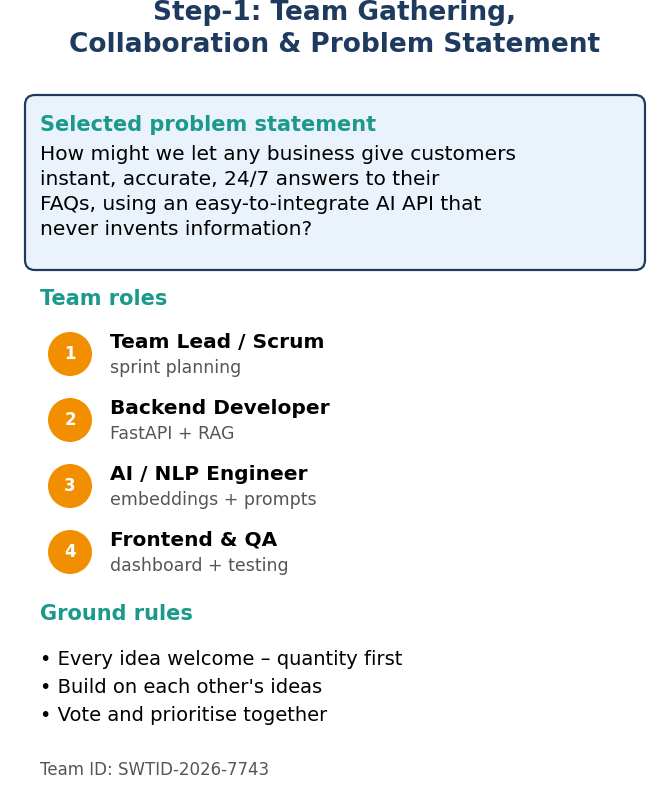 Step-1: Team Gathering,
Collaboration & Problem Statement
Selected problem statement
How might we let any business give customers
instant, accurate, 24/7 answers to their
FAQs, using an easy-to-integrate AI API that
never invents information?
Team roles
1
Team Lead / Scrum
sprint planning
2
Backend Developer
FastAPI + RAG
3
AI / NLP Engineer
embeddings + prompts
4
Frontend & QA
dashboard + testing
Ground rules
• Every idea welcome – quantity first
• Build on each other's ideas
• Vote and prioritise together
Team ID: SWTID-2026-7743